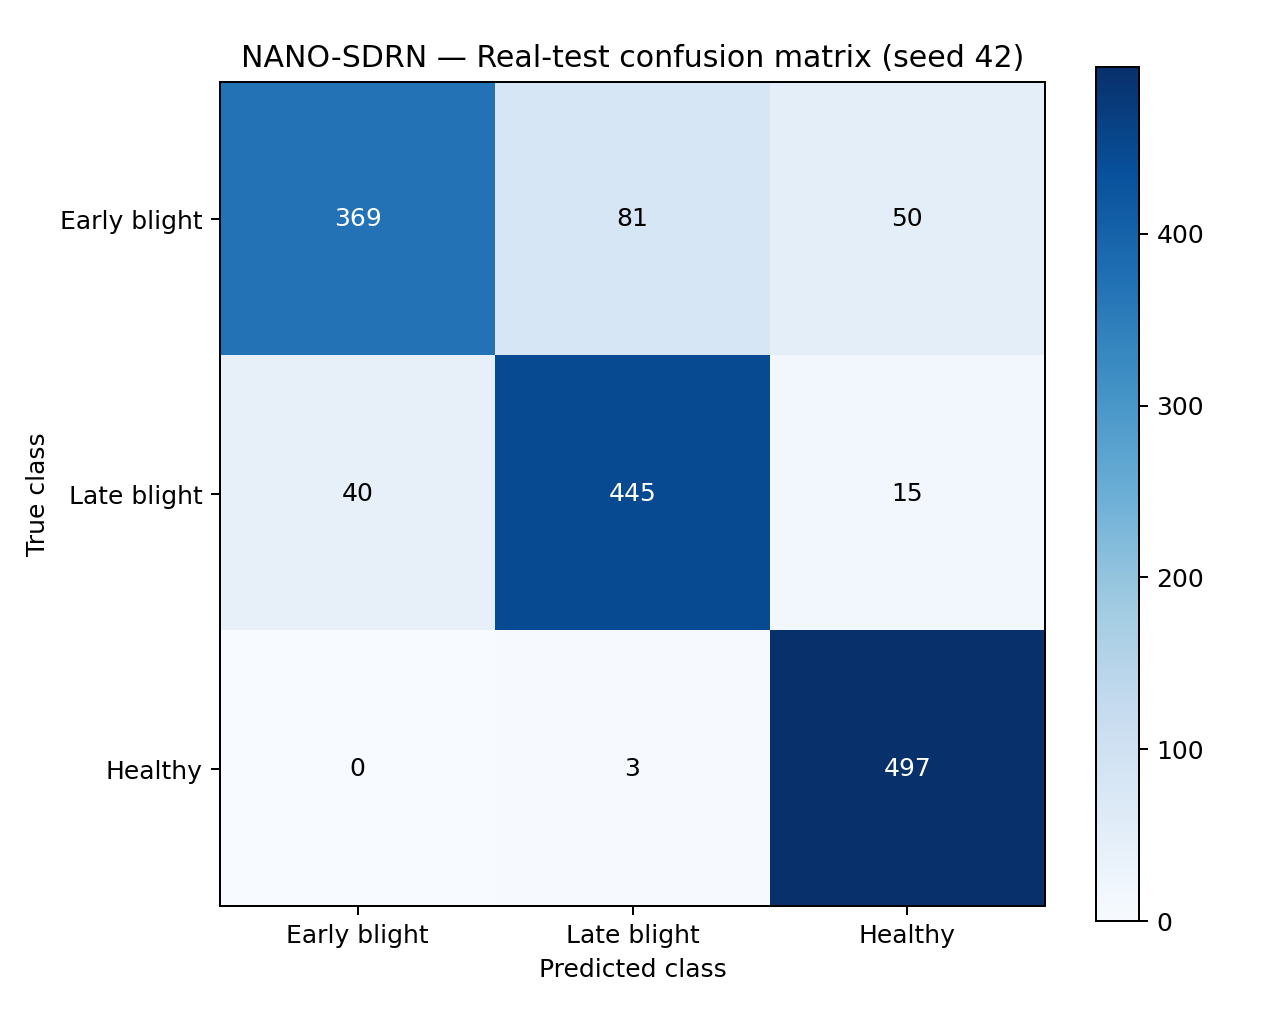 NANO-SDRN — Real-test confusion matrix (seed 42)
True class
Early blight
369 81 50
Late blight
40 445 15
Healthy
0 3 497
Early blight Late blight Healthy
Predicted class
400
300
200
100
0